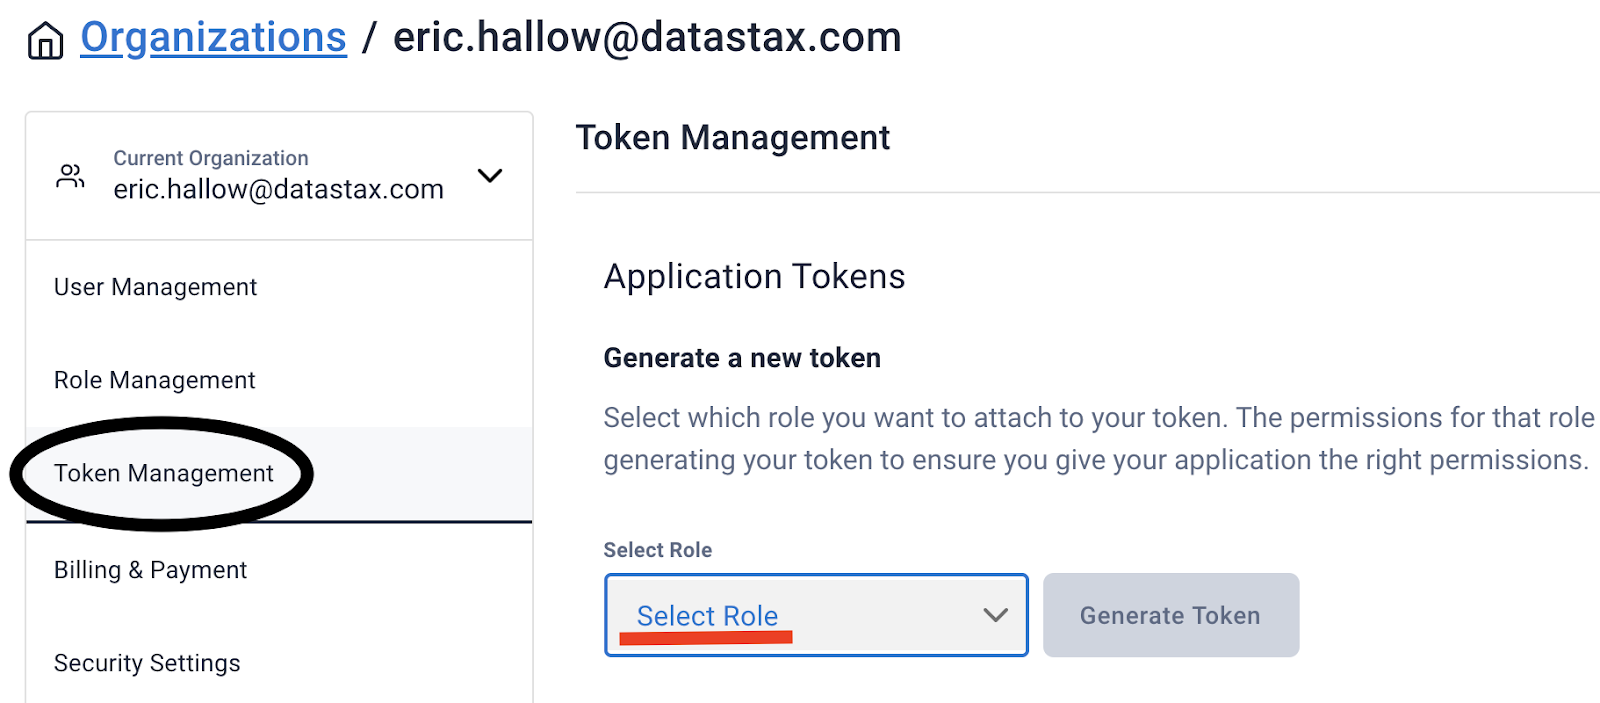 Organizations / eric.hallow@datastax.com
Current Organization
eric.hallow@datastax.com
User Management
Role Management
Token Management
Billing & Payment
Security Settings
Token Management
Application Tokens
Generate a new token
Select which role you want to attach to your token. The permissions for that role
generating your token to ensure you give your application the right permissions.
Select Role
Select Role
Generate Token